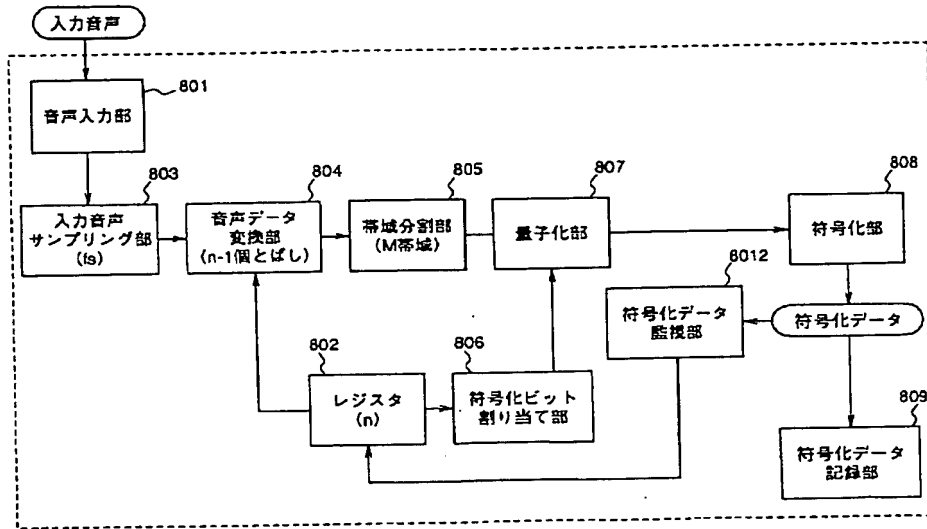 入力音声
801
音声入力部
803
入力音声
サンプリング部
(fs)
804
音声データ
変換部
(n-1個とばし)
805
帯域分割部
(M帯域)
807
量子化部
808
符号化部
8012
符号化データ
監視部
符号化データ
802
レジスタ
(n)
806
符号化ビット
割り当て部
809
符号化データ
記録部